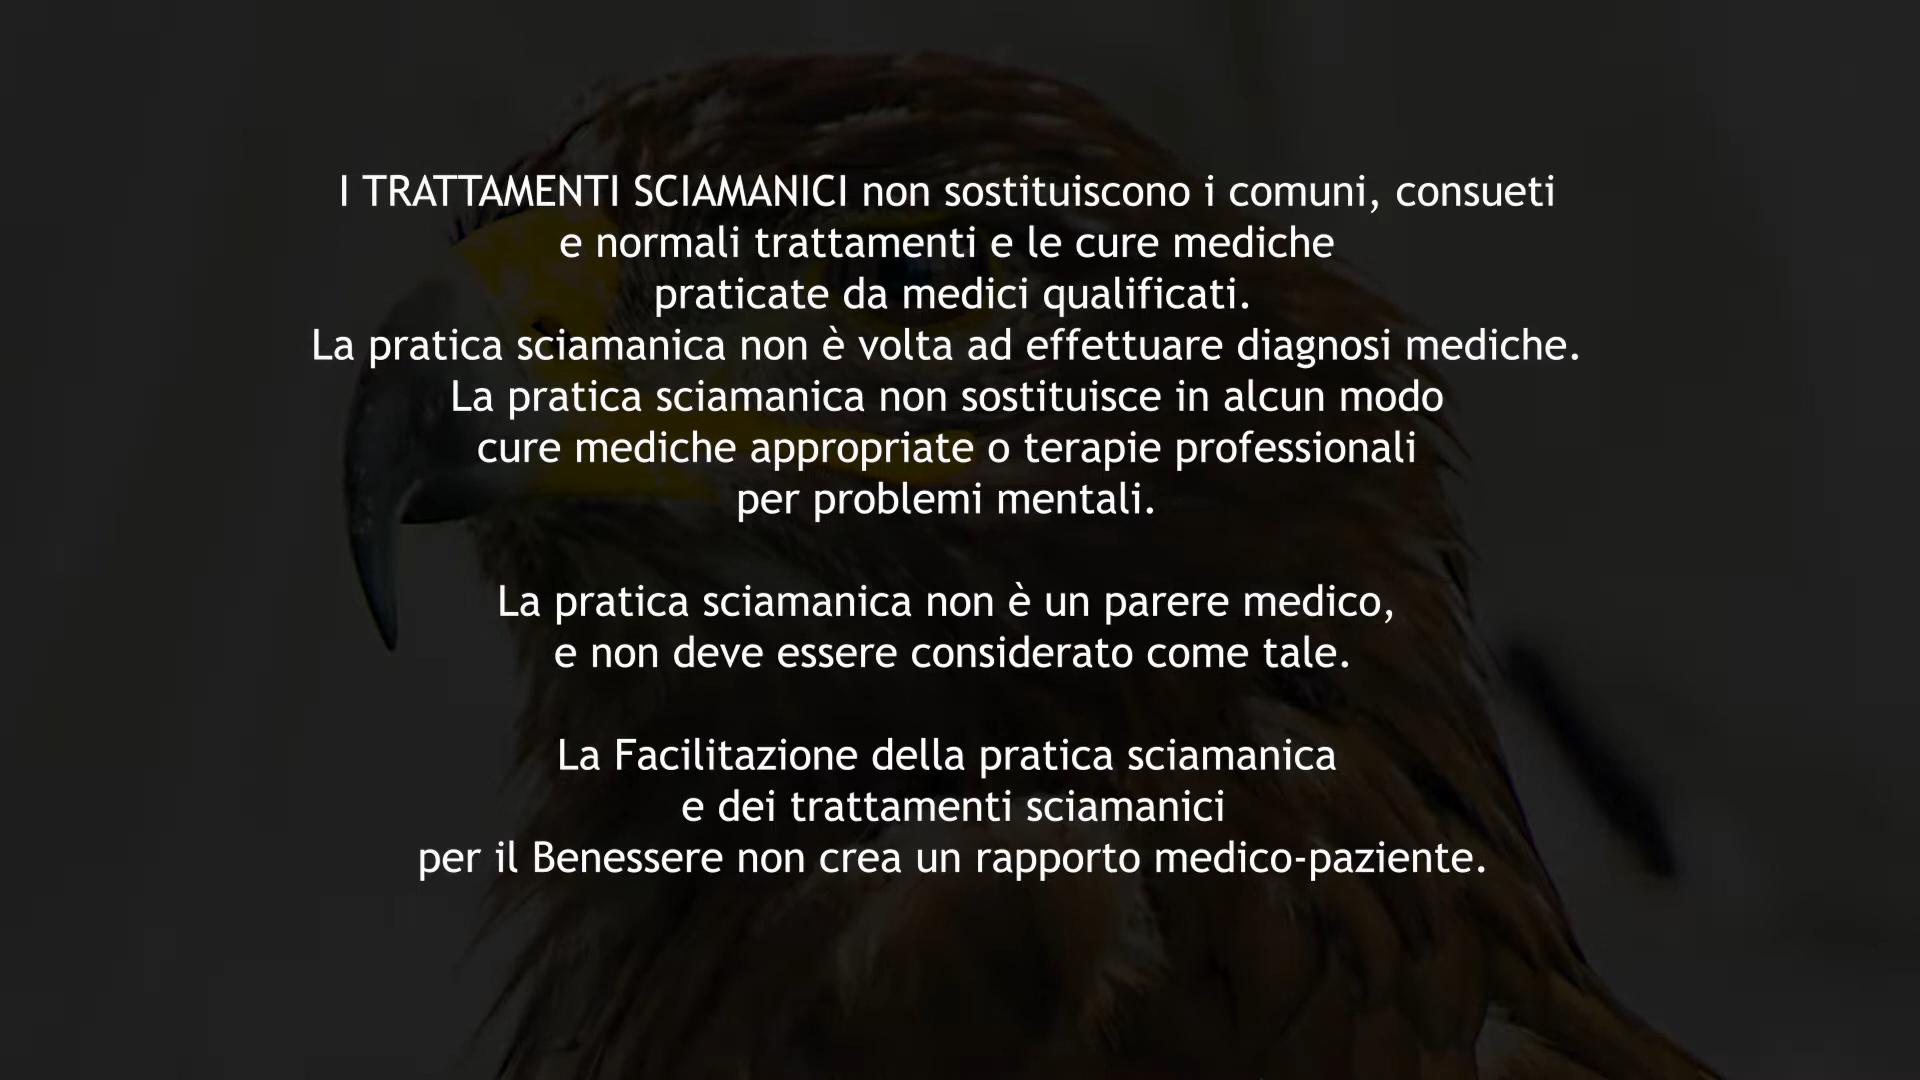 I TRATTAMENTI SCIAMANICI non sostituiscono i comuni, consueti
e normali trattamenti e le cure mediche
praticate da medici qualificati.
La pratica sciamanica non è volta ad effettuare diagnosi mediche.
La pratica sciamanica non sostituisce in alcun modo
cure mediche appropriate o terapie professionali
per problemi mentali.
La pratica sciamanica non è un parere medico,
e non deve essere considerato come tale.
La Facilitazione della pratica sciamanica
e dei trattamenti sciamanici
per il Benessere non crea un rapporto medico-paziente.